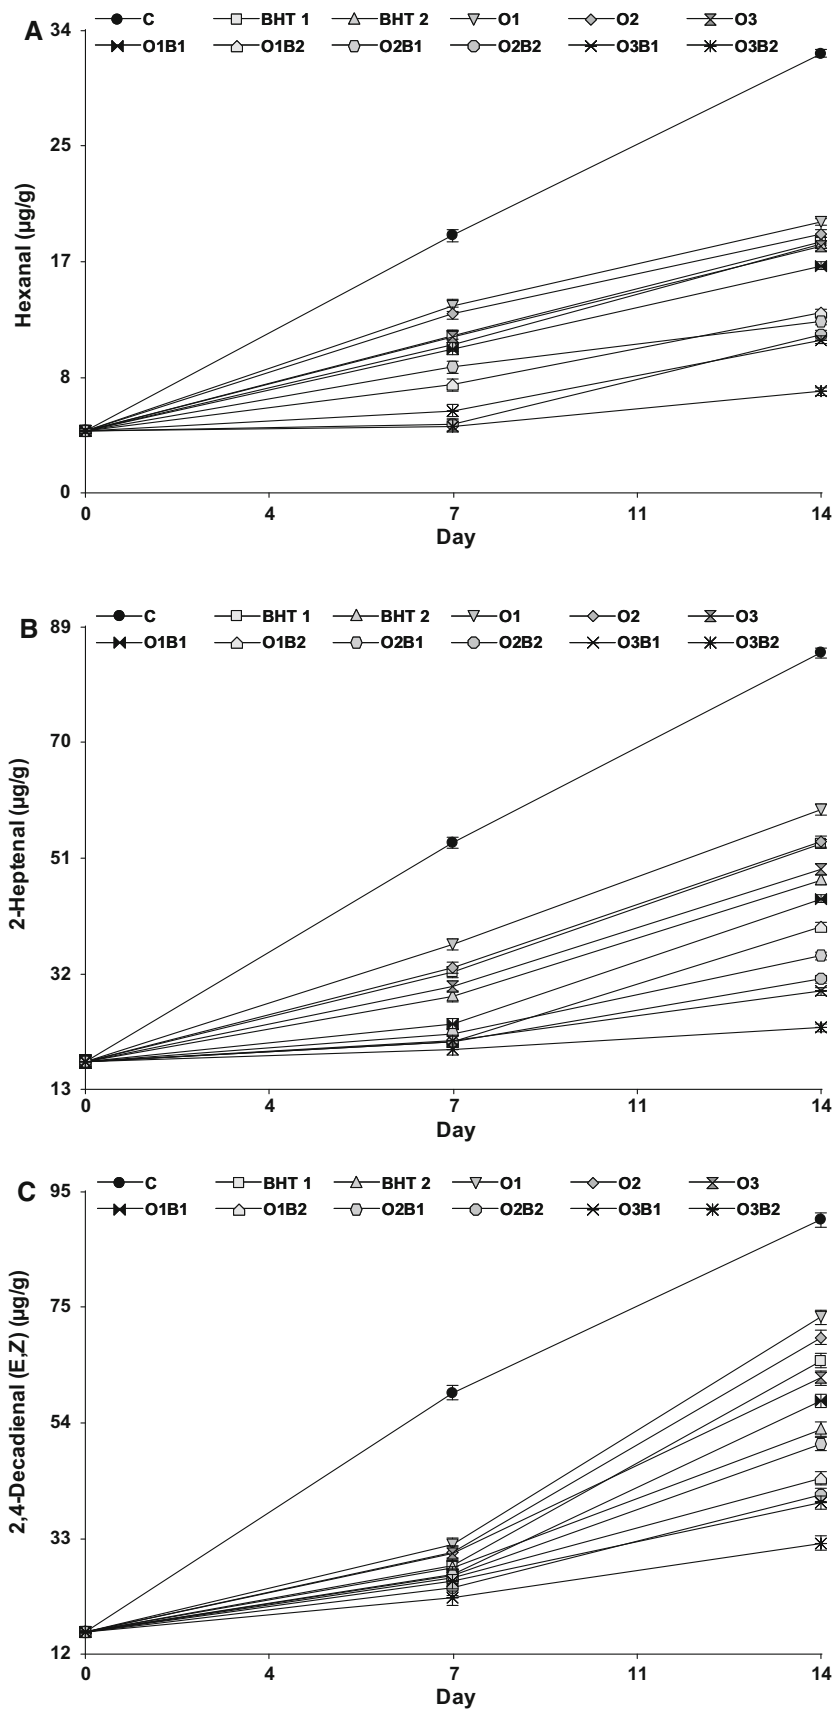 A
C BHT 1 BHT 2 O1 O2 O3
O1B1 O1B2 O2B1 O2B2 O3B1 O3B2
Hexanal (µg/g)
34
25
17
8
0
0 4 7 11 14
Day
B
C BHT 1 BHT 2 O1 O2 O3
O1B1 O1B2 O2B1 O2B2 O3B1 O3B2
2-Heptenal (µg/g)
89
70
51
32
13
0 4 7 11 14
Day
C
C BHT 1 BHT 2 O1 O2 O3
O1B1 O1B2 O2B1 O2B2 O3B1 O3B2
2,4-Decadienal (E,Z) (µg/g)
95
75
54
33
12
0 4 7 11 14
Day